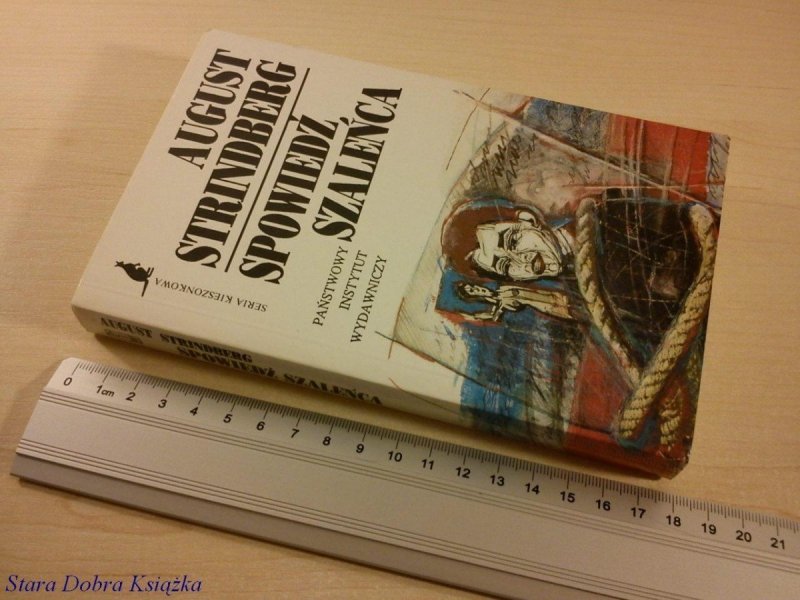 AUGUST
STRINDBERG
SPOWIEDŹ
SZALEŃCA
SERIA KIESZONKOWA
PAŃSTWOWY
INSTYTUT
WYDAWNICZY
AUGUST STRINDBERG
SPOWIEDŹ SZALEŃCA
0 1cm 2 3 4 5 6 7 8 9 10 11 12 13 14 15 16 17 18 19 20 21
Stara Dobra Książka